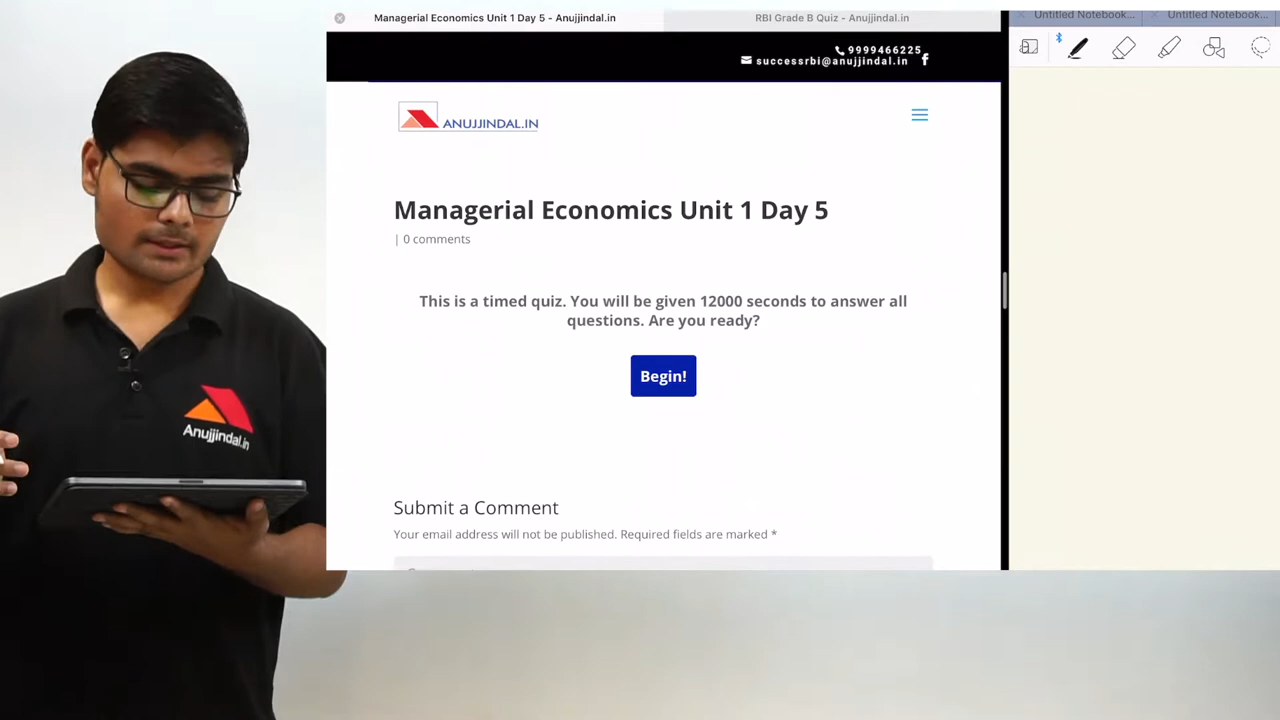 Managerial Economics Unit 1 Day 5 - Anujjindal.in
RBI Grade B Quiz - Anujjindal.in
Untitled Notebook...
Untitled Notebook...
9999466225
successrbi@anujjindal.in
ANUJJINDAL.IN
Managerial Economics Unit 1 Day 5
| 0 comments
This is a timed quiz. You will be given 12000 seconds to answer all
questions. Are you ready?
Begin!
Submit a Comment
Your email address will not be published. Required fields are marked *
Anujjindal.in